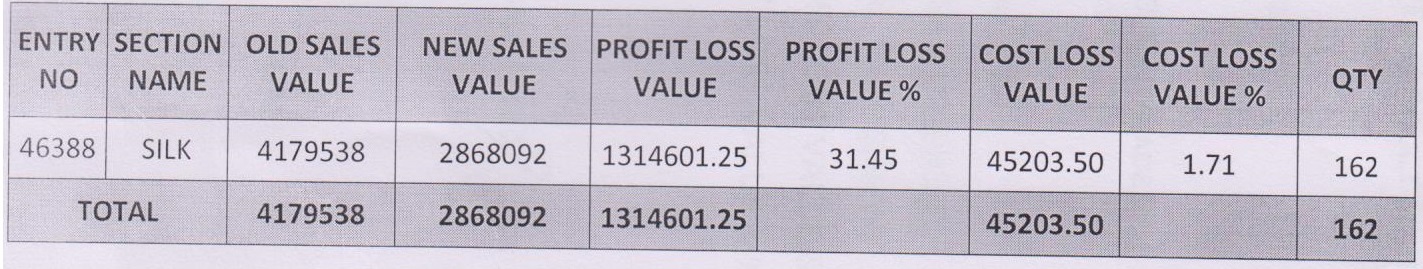 ENTRY NO SECTION NAME OLD SALES VALUE NEW SALES VALUE PROFIT LOSS VALUE PROFIT LOSS VALUE % COST LOSS VALUE COST LOSS VALUE % QTY
46388 SILK 4179538 2868092 1314601.25 31.45 45203.50 1.71 162
TOTAL 4179538 2868092 1314601.25 45203.50 162